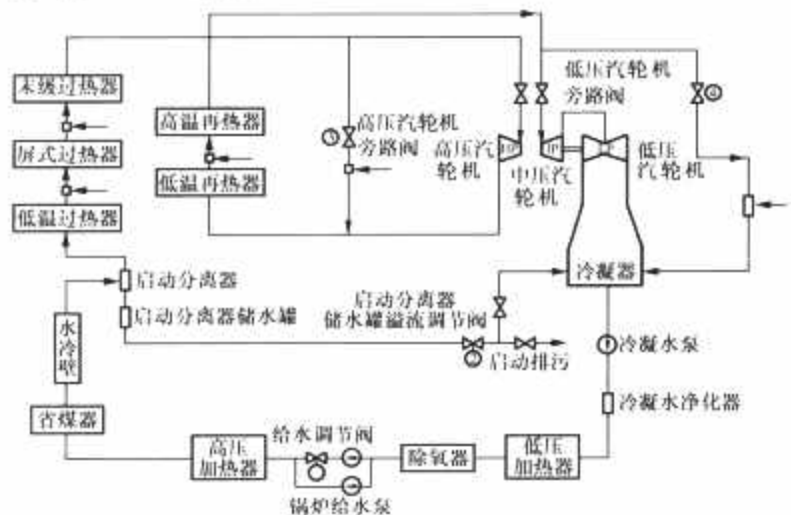 末级过热器
屏式过热器
低温过热器
高温再热器
低温再热器
③
高压汽轮机
旁路阀
高压汽
轮机
HP
IP
中压汽
轮机
低压汽轮机
旁路阀
低压
汽轮机
④
冷凝器
启动分离器
启动分离器储水罐
启动分离器
储水罐溢流调节阀
②
启动排污
水冷壁
省煤器
冷凝水泵
冷凝水净化器
高压
加热器
给水调节阀
锅炉给水泵
除氧器
低压
加热器